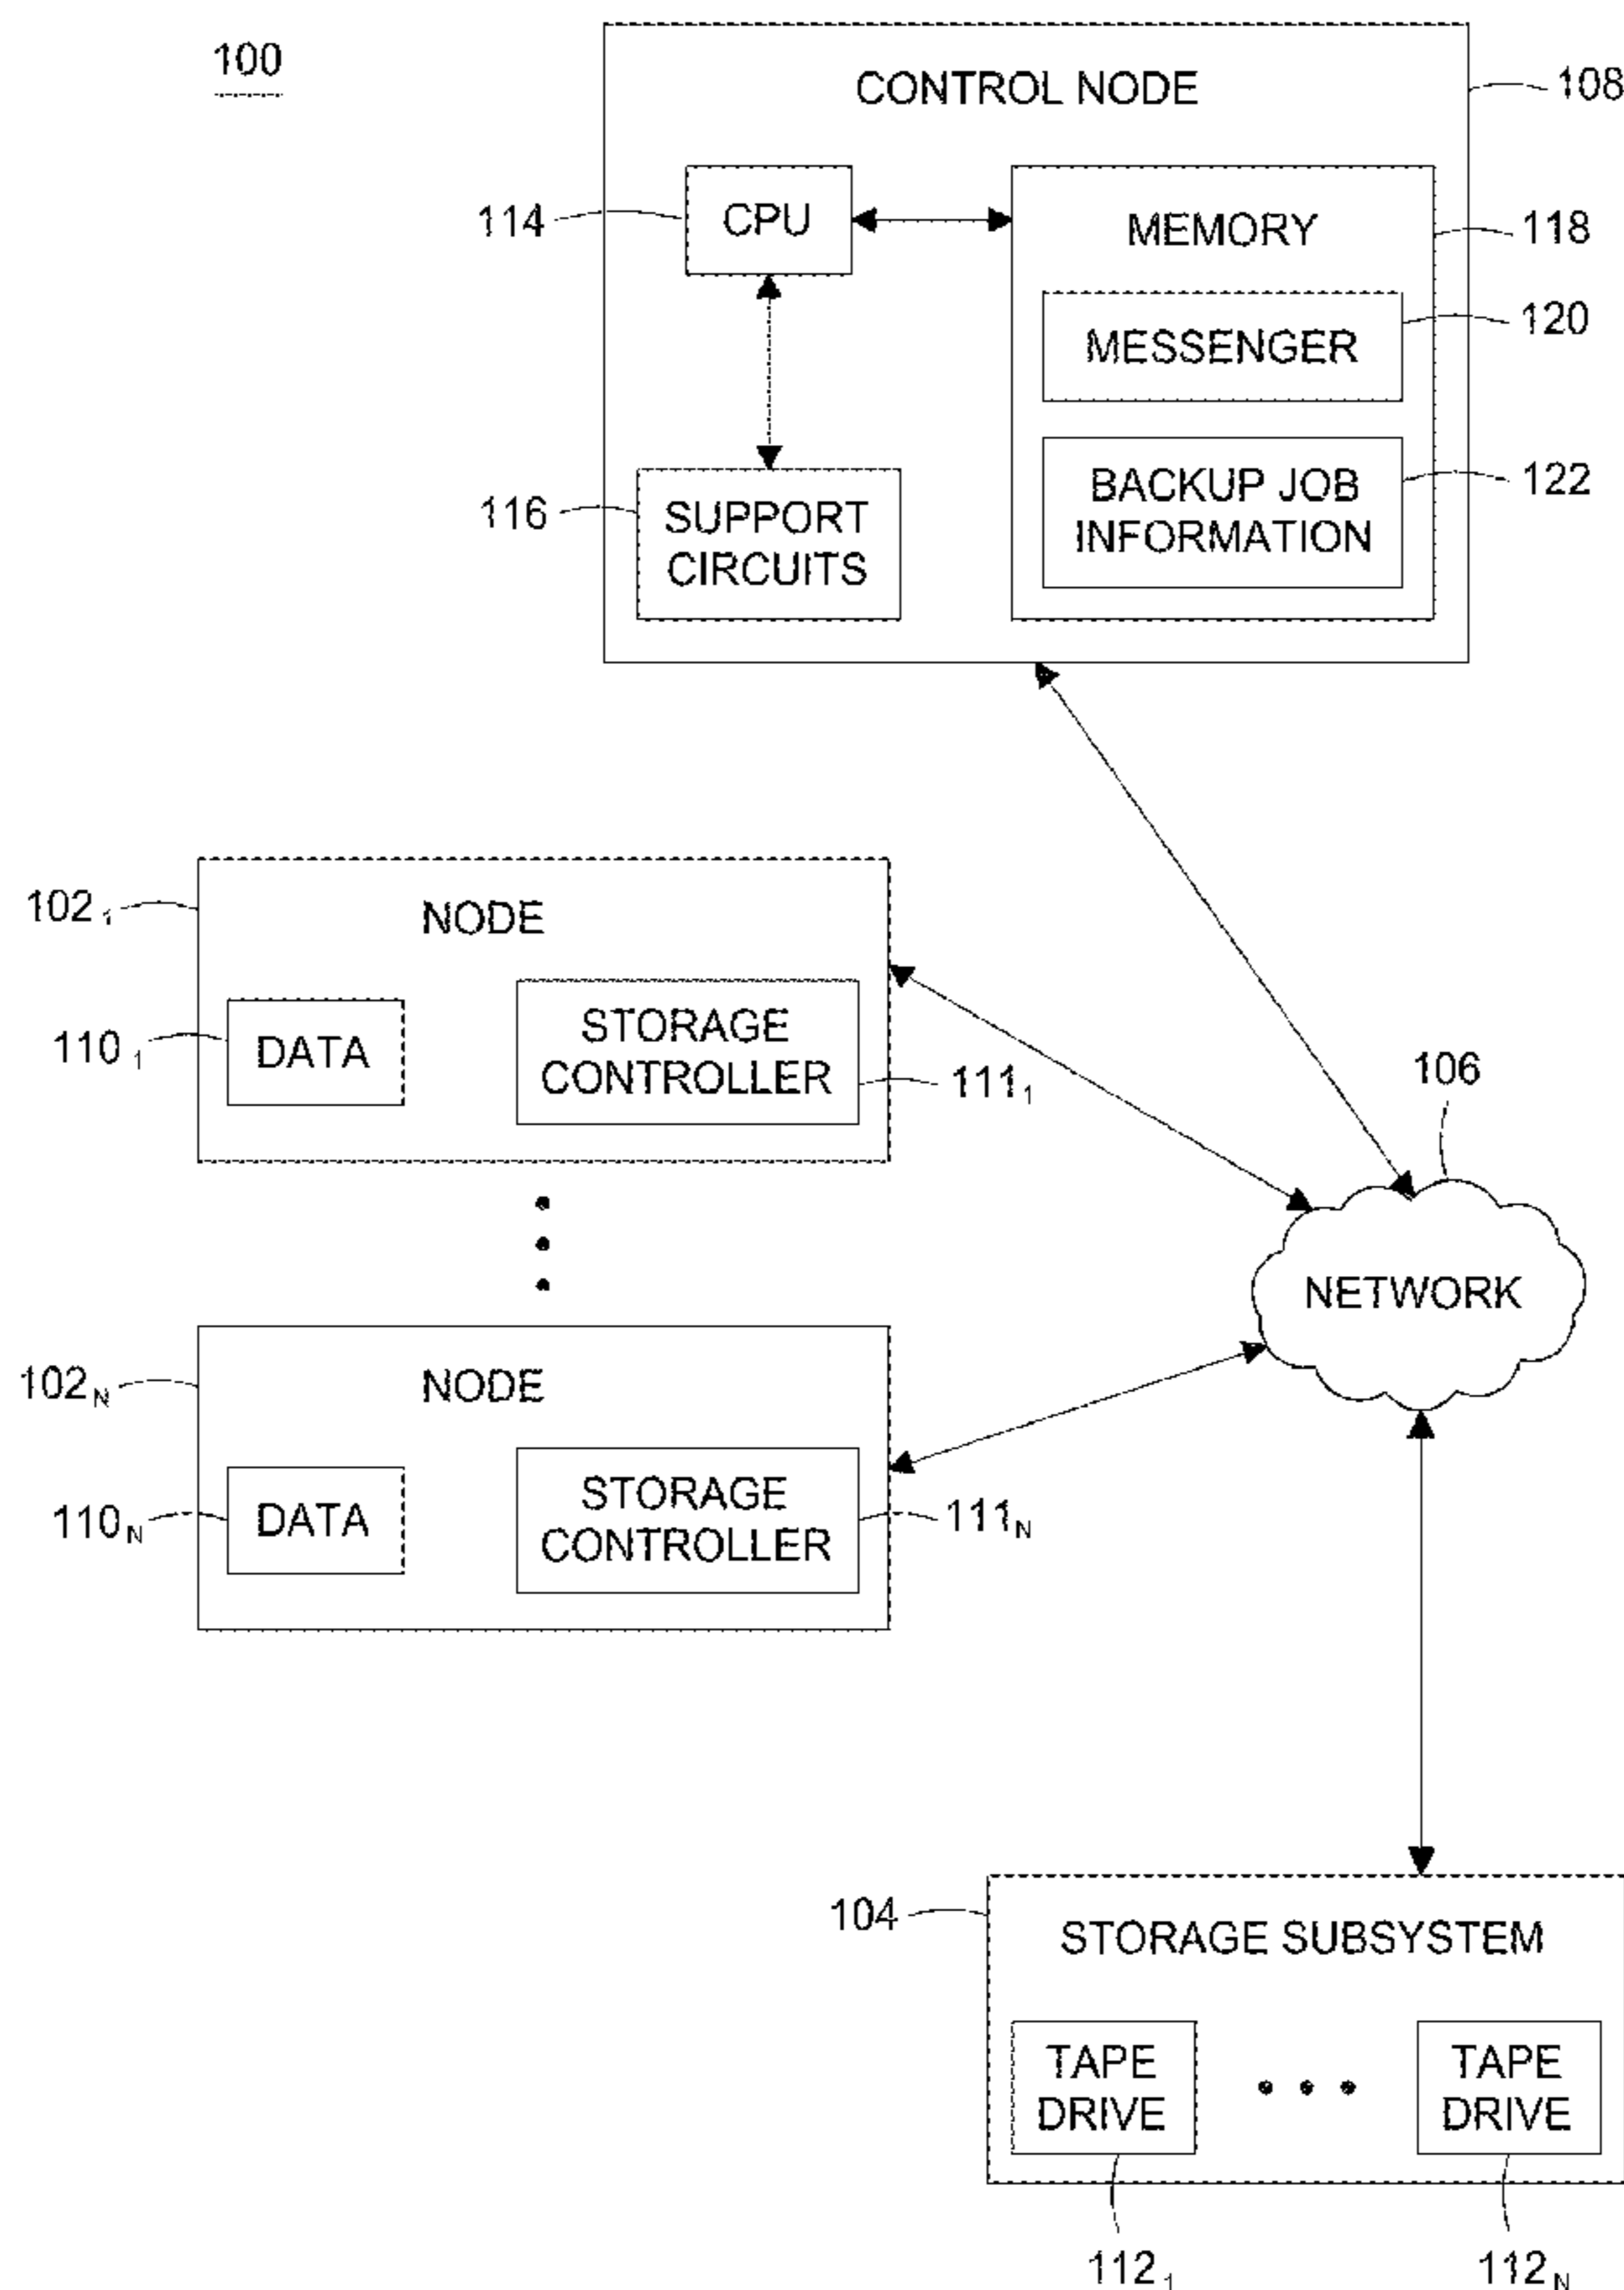 100
CONTROL NODE
108
114
CPU
MEMORY
118
MESSENGER
120
116
SUPPORT
CIRCUITS
BACKUP JOB
INFORMATION
122
102₁
NODE
110₁
DATA
STORAGE
CONTROLLER
111₁
106
NETWORK
102N
NODE
110N
DATA
STORAGE
CONTROLLER
111N
104
STORAGE SUBSYSTEM
TAPE
DRIVE
TAPE
DRIVE
112₁
112N